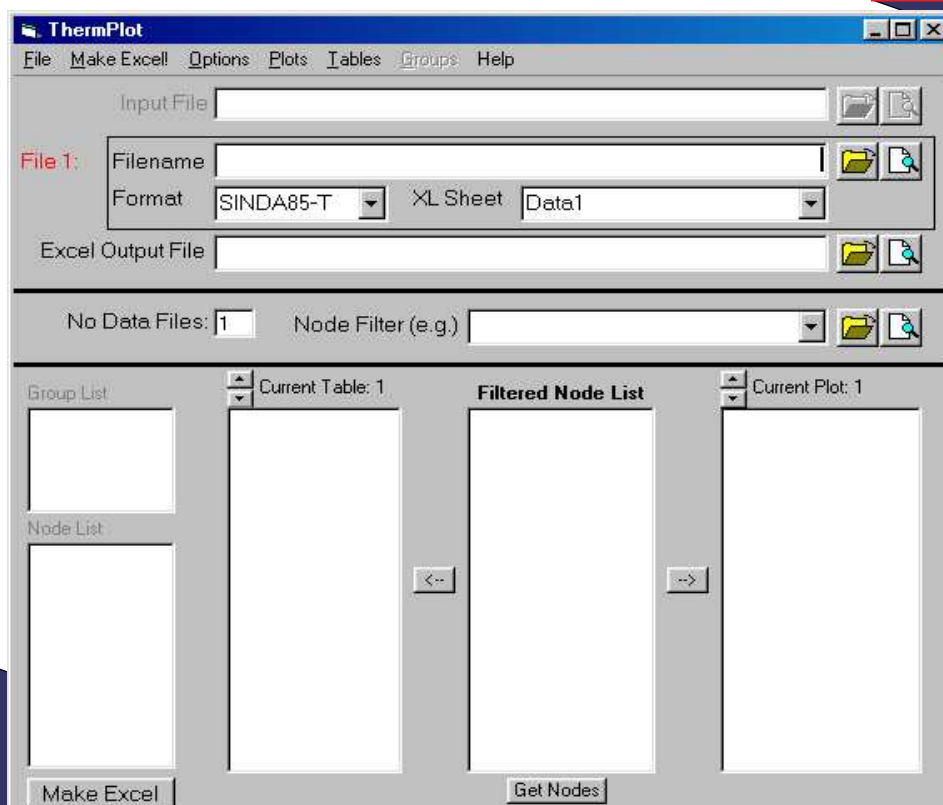 ThermPlot
File Make Excel! Options Plots Tables Groups Help
Input File
File 1: Filename
Format SINDA85-T XL Sheet Data1
Excel Output File
No Data Files: 1 Node Filter (e.g.)
Group List Current Table: 1 Filtered Node List Current Plot: 1
Node List
<-- -->
Make Excel Get Nodes